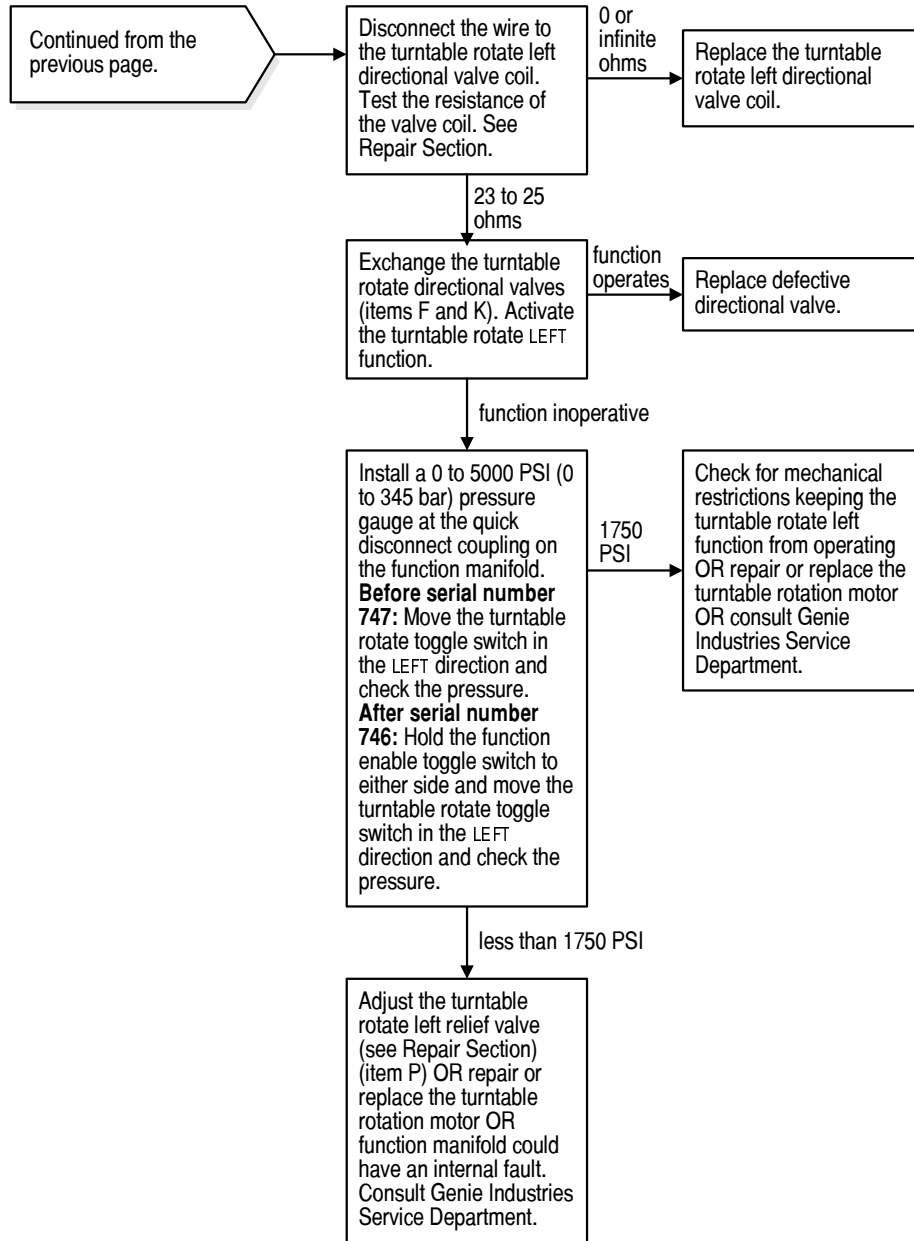 Continued from the
previous page.
Disconnect the wire to
the turntable rotate left
directional valve coil.
Test the resistance of
the valve coil. See
Repair Section.
0 or
infinite
ohms
Replace the turntable
rotate left directional
valve coil.
23 to 25
ohms
Exchange the turntable
rotate directional valves
(items F and K). Activate
the turntable rotate LEFT
function.
function
operates
Replace defective
directional valve.
function inoperative
Install a 0 to 5000 PSI (0
to 345 bar) pressure
gauge at the quick
disconnect coupling on
the function manifold.
Before serial number
747: Move the turntable
rotate toggle switch in
the LEFT direction and
check the pressure.
After serial number
746: Hold the function
enable toggle switch to
either side and move the
turntable rotate toggle
switch in the LEFT
direction and check the
pressure.
1750
PSI
Check for mechanical
restrictions keeping the
turntable rotate left
function from operating
OR repair or replace the
turntable rotation motor
OR consult Genie
Industries Service
Department.
less than 1750 PSI
Adjust the turntable
rotate left relief valve
(see Repair Section)
(item P) OR repair or
replace the turntable
rotation motor OR
function manifold could
have an internal fault.
Consult Genie Industries
Service Department.